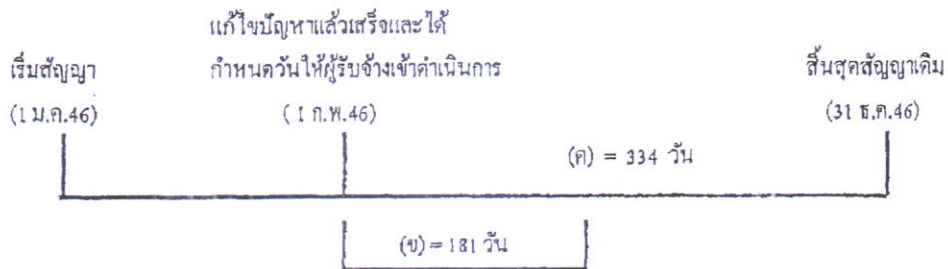 แก้ไขปัญหาแล้วเสร็จและได้
เริ่มสัญญา กำหนดวันให้ผู้รับจ้างเข้าดำเนินการ สิ้นสุดสัญญาเดิม
(1 ม.ค.46) (1 ก.พ.46) (31 ธ.ค.46)
(ค) = 334 วัน
(ข) = 181 วัน